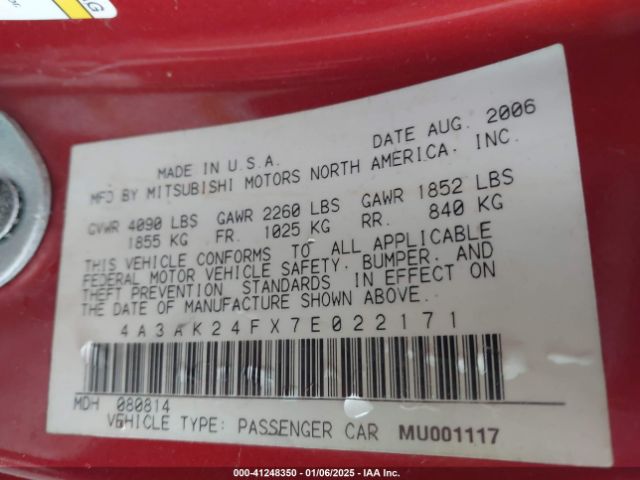 MADE IN U.S.A. DATE AUG. 2006
MFD BY MITSUBISHI MOTORS NORTH AMERICA, INC.
GVWR 4090 LBS GAWR 2260 LBS GAWR 1852 LBS
1855 KG FR. 1025 KG RR. 840 KG
THIS VEHICLE CONFORMS TO ALL APPLICABLE
FEDERAL MOTOR VEHICLE SAFETY, BUMPER, AND
THEFT PREVENTION STANDARDS IN EFFECT ON
THE DATE OF MANUFACTURE SHOWN ABOVE.
4A3AK24FX7E022171
MDH 080814
VEHICLE TYPE: PASSENGER CAR MU001117
000-41248350 - 01/06/2025 - IAA Inc.